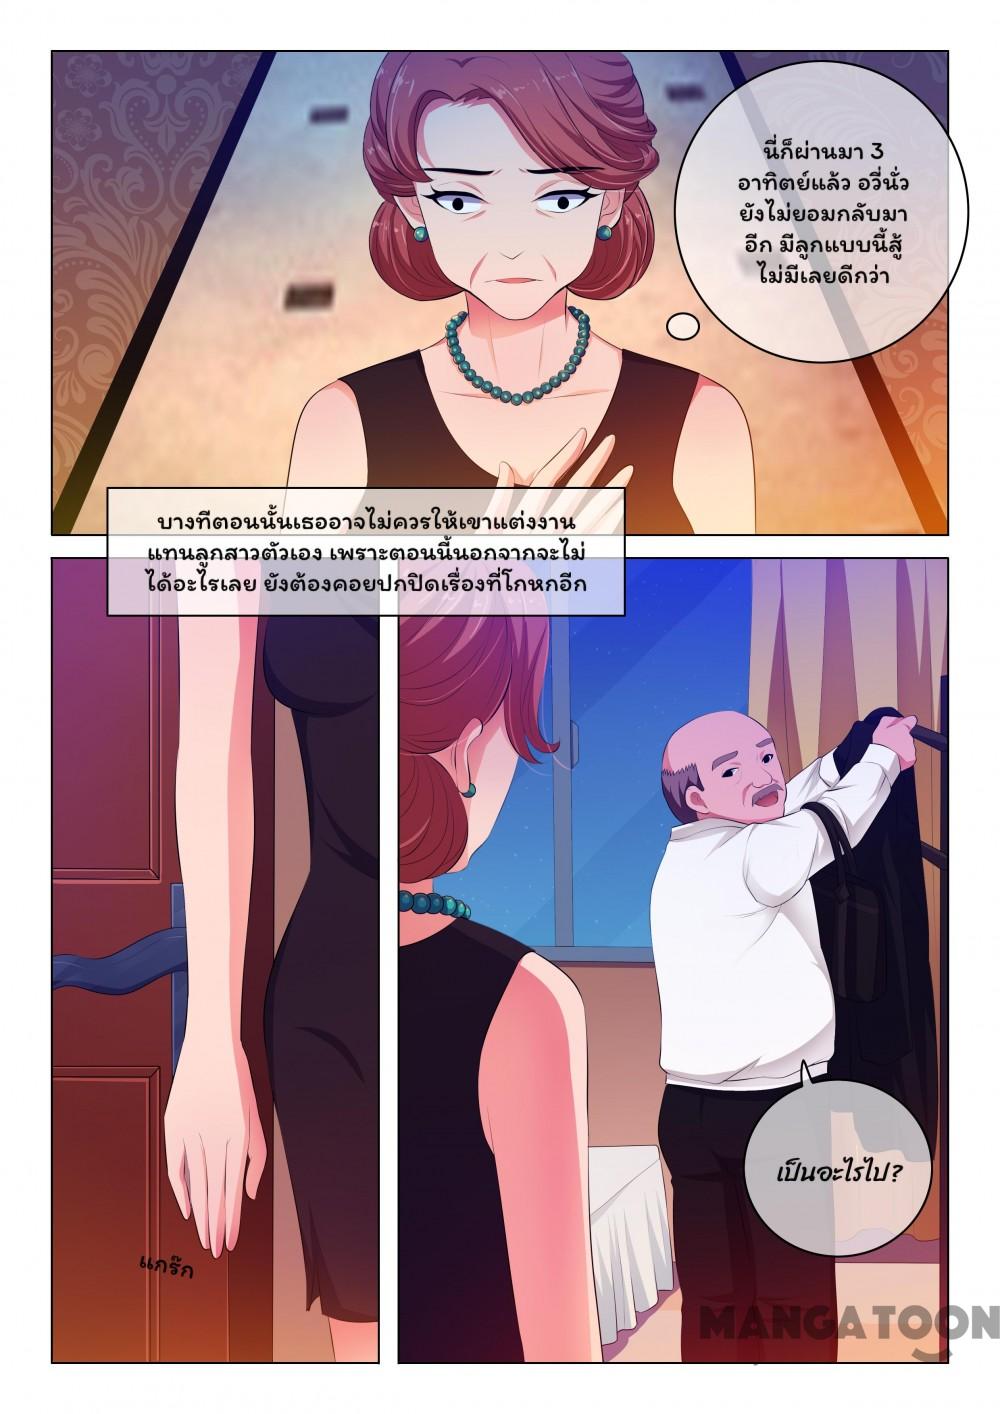 นี่ก็ผ่านมา 3
อาทิตย์แล้ว อวี่นั่ว
ยังไม่ยอมกลับมา
อีก มีลูกแบบนี้สู้
ไม่มีเลยดีกว่า
บางทีตอนนั้นเธออาจไม่ควรให้เขาแต่งงาน
แทนลูกสาวตัวเอง เพราะตอนนี้นอกจากจะไม่
ได้อะไรเลย ยังต้องคอยปกปิดเรื่องที่โกหกอีก
เป็นอะไรไป?
แกร๊ก
MANGATOON